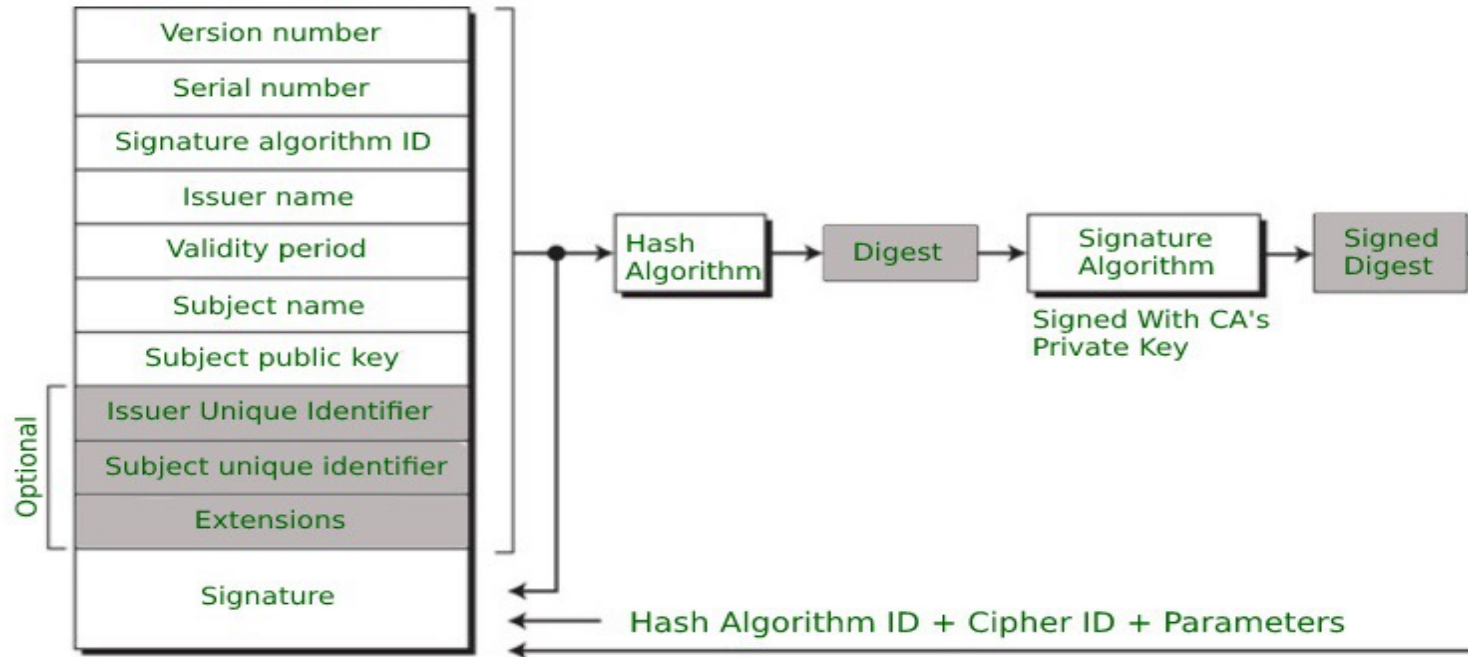 Version number
Serial number
Signature algorithm ID
Issuer name
Validity period
Subject name
Subject public key
Issuer Unique Identifier
Subject unique identifier
Extensions
Signature
Optional
Hash
Algorithm
Digest
Signature
Algorithm
Signed With CA's
Private Key
Signed
Digest
Hash Algorithm ID + Cipher ID + Parameters